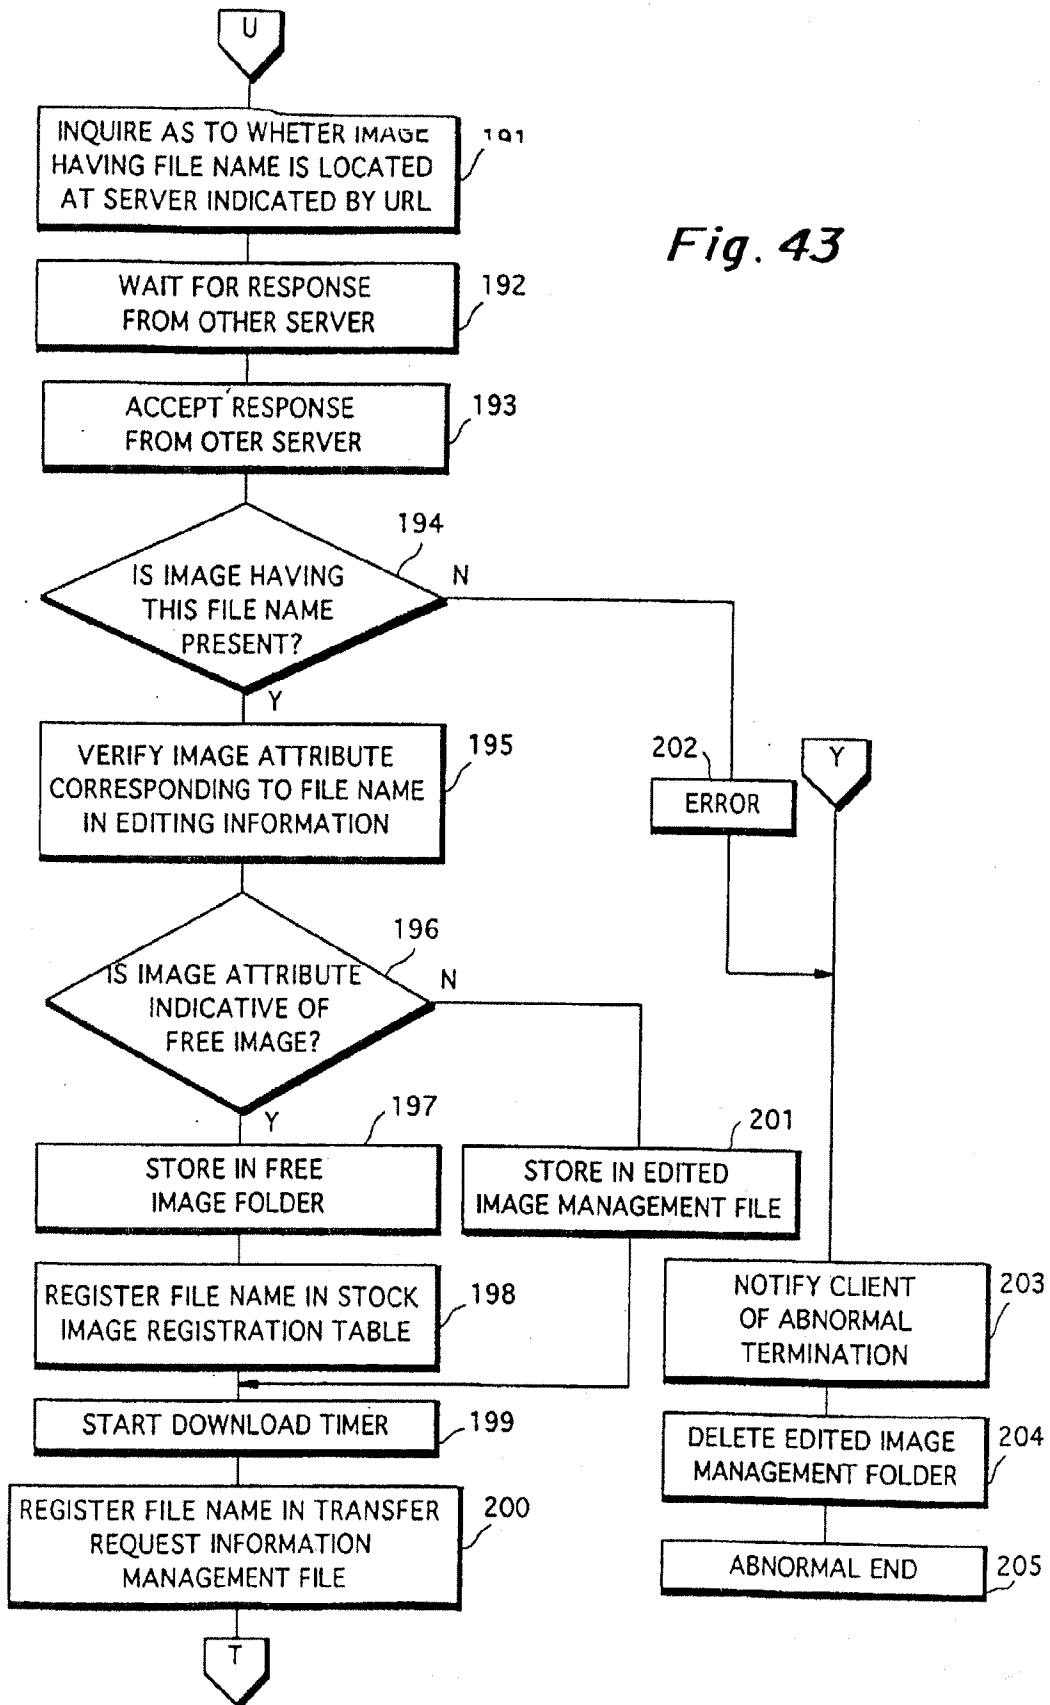 U
INQUIRE AS TO WHETER IMAGE
HAVING FILE NAME IS LOCATED
AT SERVER INDICATED BY URL
191
Fig. 43
WAIT FOR RESPONSE
FROM OTHER SERVER
192
ACCEPT RESPONSE
FROM OTER SERVER
193
194
IS IMAGE HAVING
THIS FILE NAME
PRESENT?
N
Y
VERIFY IMAGE ATTRIBUTE
CORRESPONDING TO FILE NAME
IN EDITING INFORMATION
195
202
ERROR
Y
196
IS IMAGE ATTRIBUTE
INDICATIVE OF
FREE IMAGE?
N
Y
197
STORE IN FREE
IMAGE FOLDER
201
STORE IN EDITED
IMAGE MANAGEMENT FILE
REGISTER FILE NAME IN STOCK
IMAGE REGISTRATION TABLE
198
NOTIFY CLIENT
OF ABNORMAL
TERMINATION
203
START DOWNLOAD TIMER
199
DELETE EDITED IMAGE
MANAGEMENT FOLDER
204
REGISTER FILE NAME IN TRANSFER
REQUEST INFORMATION
MANAGEMENT FILE
200
ABNORMAL END
205
T